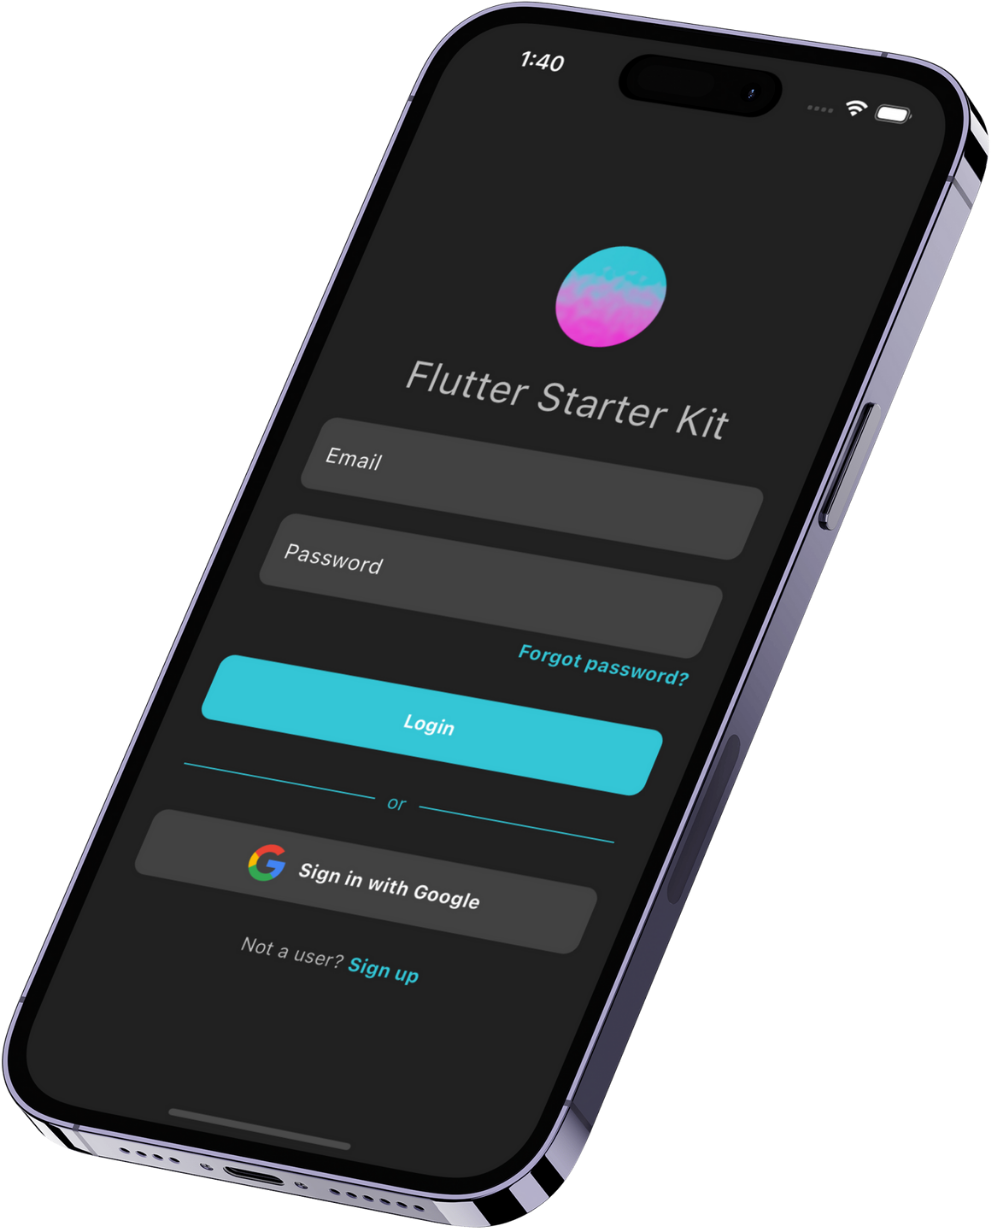 1:40
Flutter Starter Kit
Email
Password
Forgot password?
Login
or
Sign in with Google
Not a user? Sign up